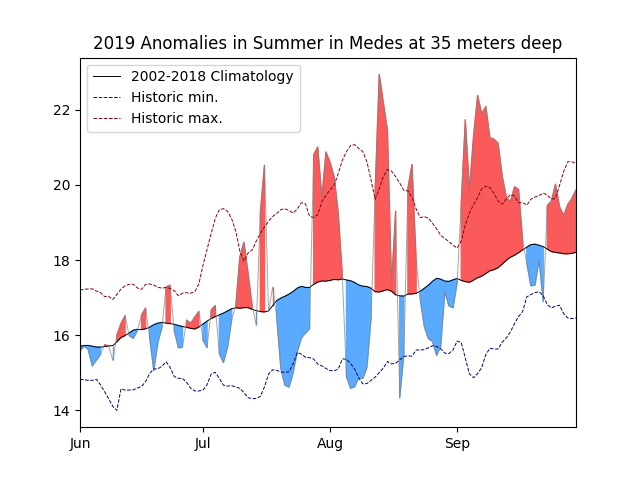 2019 Anomalies in Summer in Medes at 35 meters deep
2002-2018 Climatology
Historic min.
Historic max.
22
20
18
16
14
Jun Jul Aug Sep